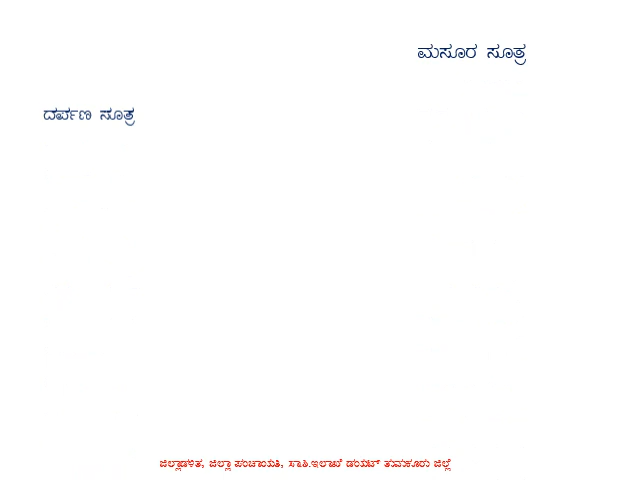 ಮಸೂರ ಸೂತ್ರ
ದರ್ಪಣ ಸೂತ್ರ
ಜಿಲ್ಲಾಡಳಿತ, ಜಿಲ್ಲಾ ಪಂಚಾಯತಿ, ಸಾ.ಶಿ.ಇಲಾಖೆ ಡಯಟ್ ತುಮಕೂರು ಜಿಲ್ಲೆ